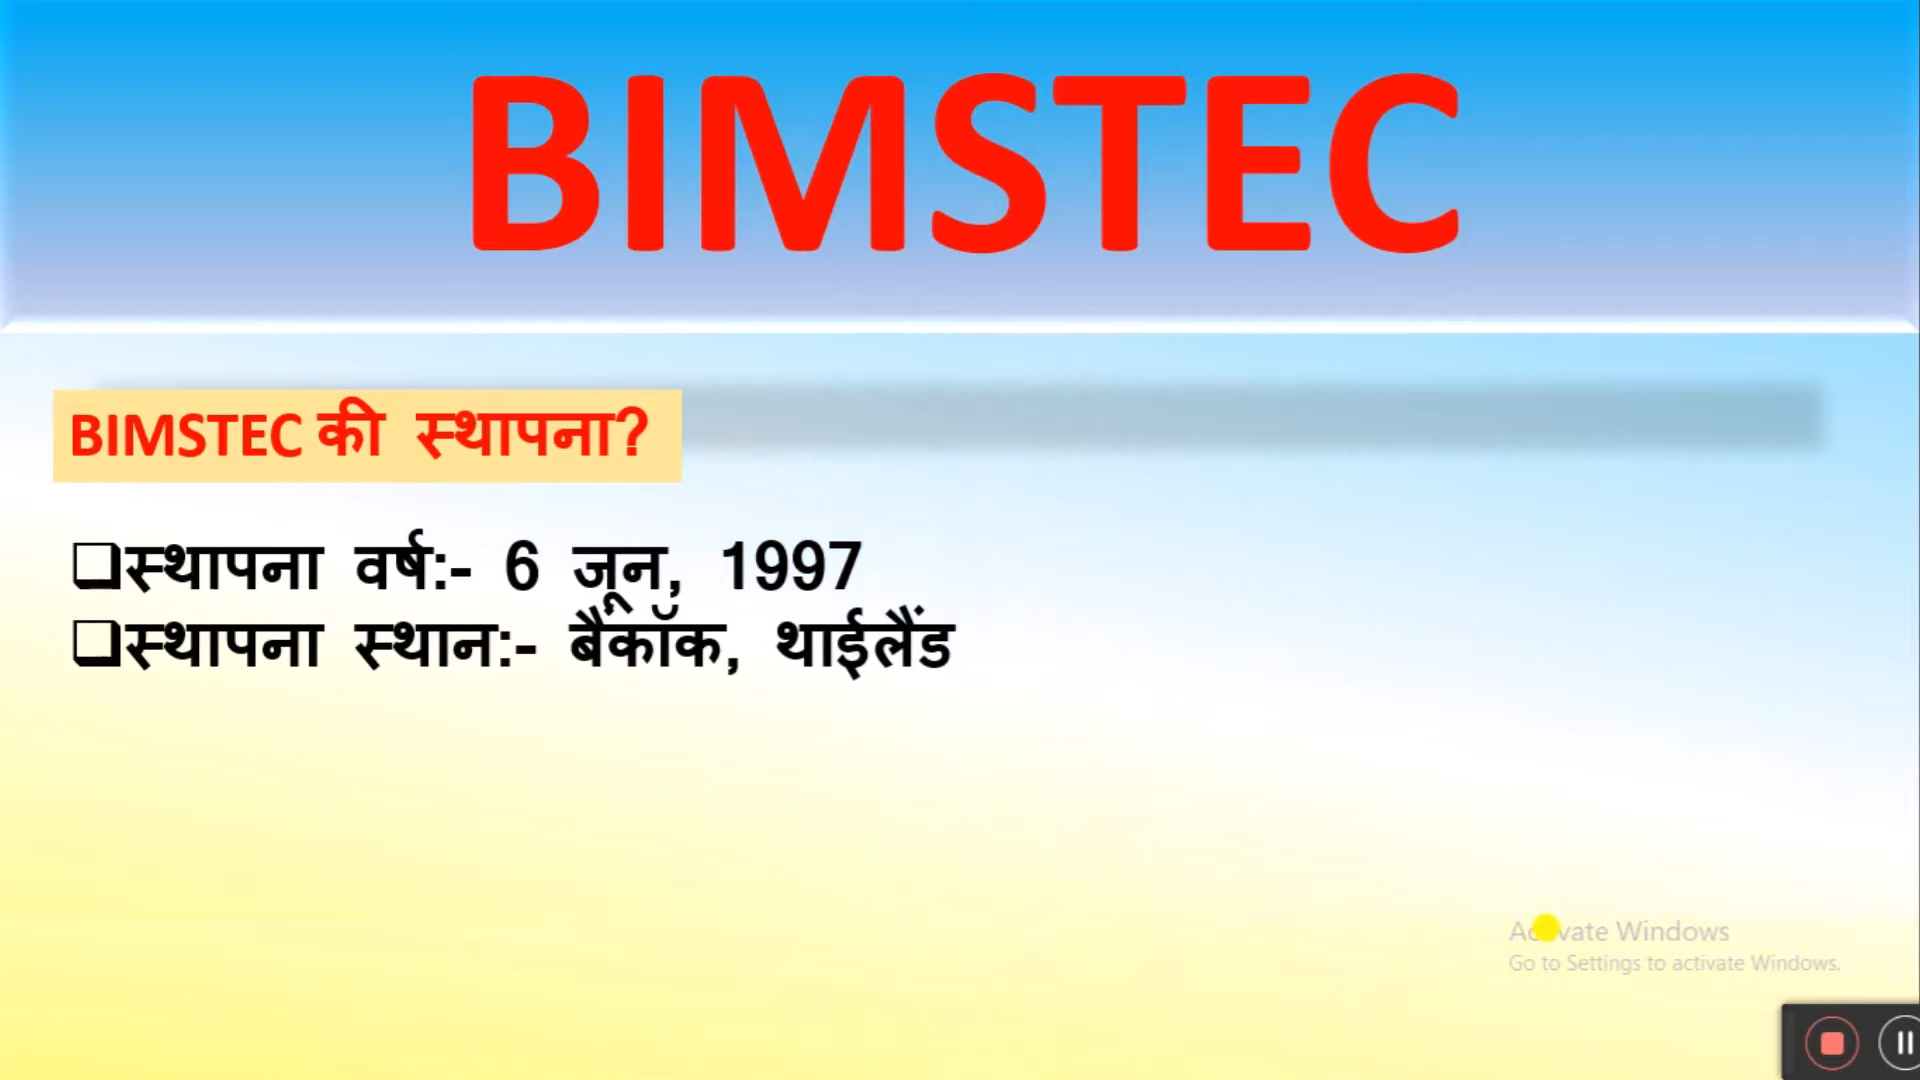 BIMSTEC
BIMSTEC की स्थापना?
❑स्थापना वर्ष:- 6 जून, 1997
❑स्थापना स्थान:- बैंकॉक, थाईलैंड
Activate Windows
Go to Settings to activate Windows.